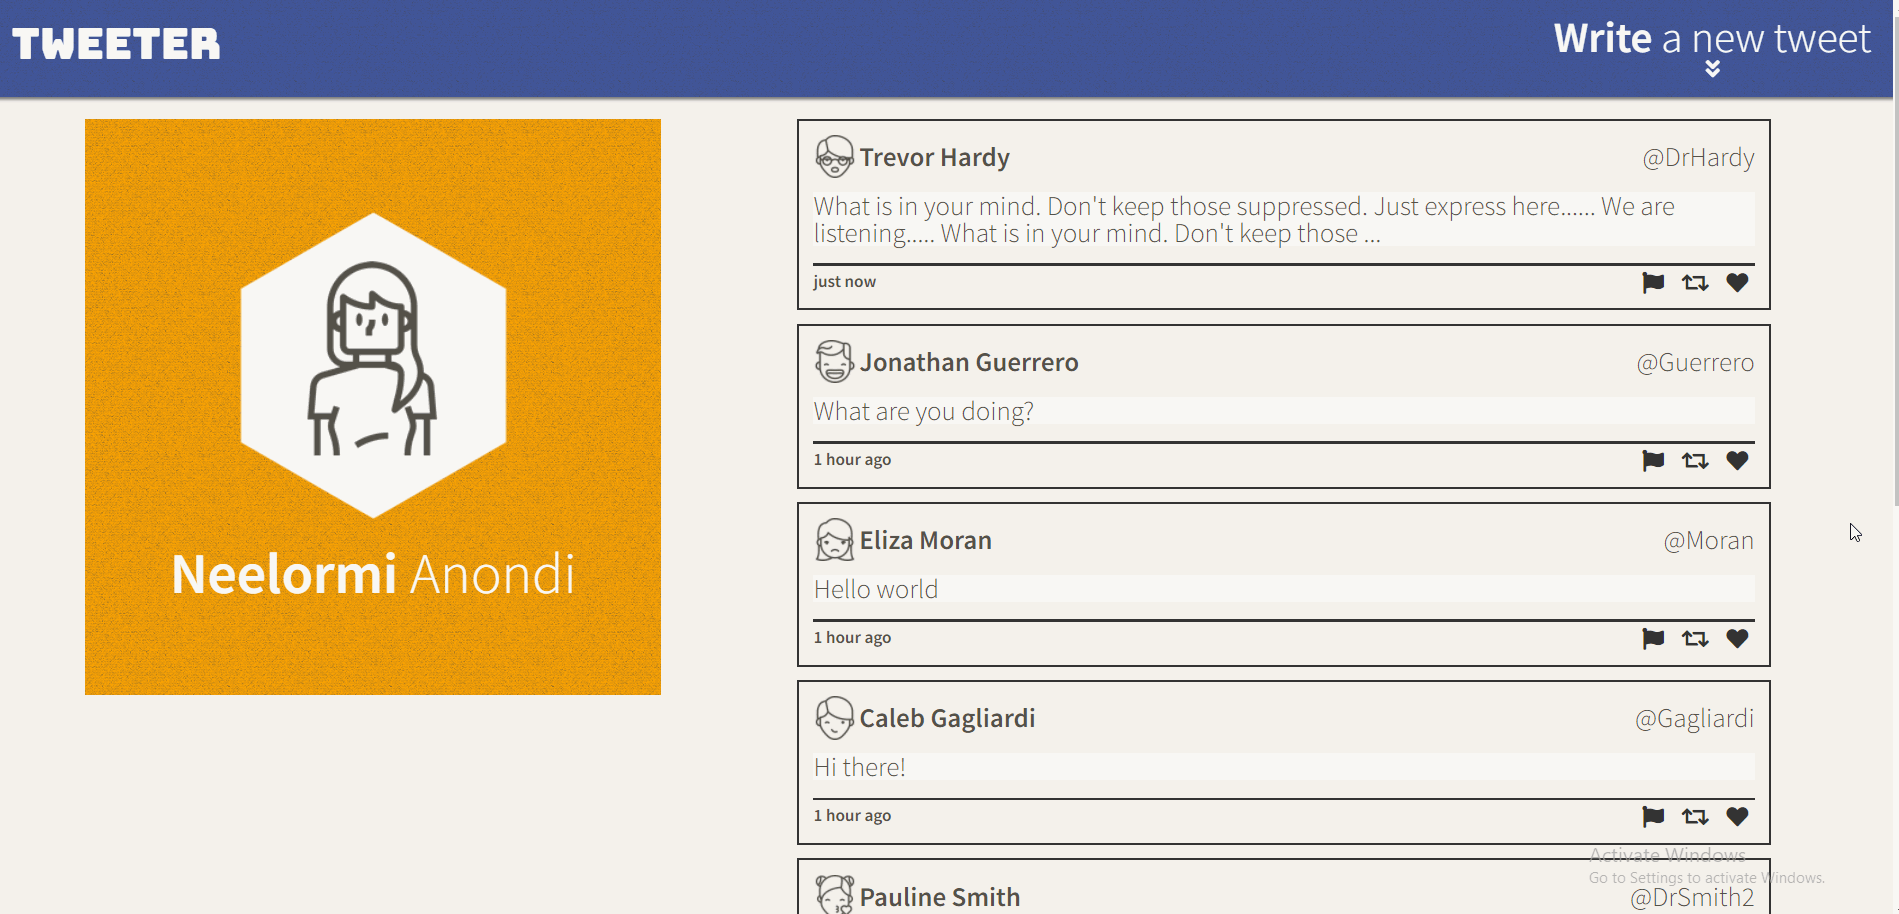 TWEETER
Write a new tweet
Neelormi Anondi
Trevor Hardy
@DrHardy
What is in your mind. Don't keep those suppressed. Just express here...... We are
listening..... What is in your mind. Don't keep those ...
just now
Jonathan Guerrero
@Guerrero
What are you doing?
1 hour ago
Eliza Moran
@Moran
Hello world
1 hour ago
Caleb Gagliardi
@Gagliardi
Hi there!
1 hour ago
Pauline Smith
@DrSmith2
Activate Windows
Go to Settings to activate Windows.